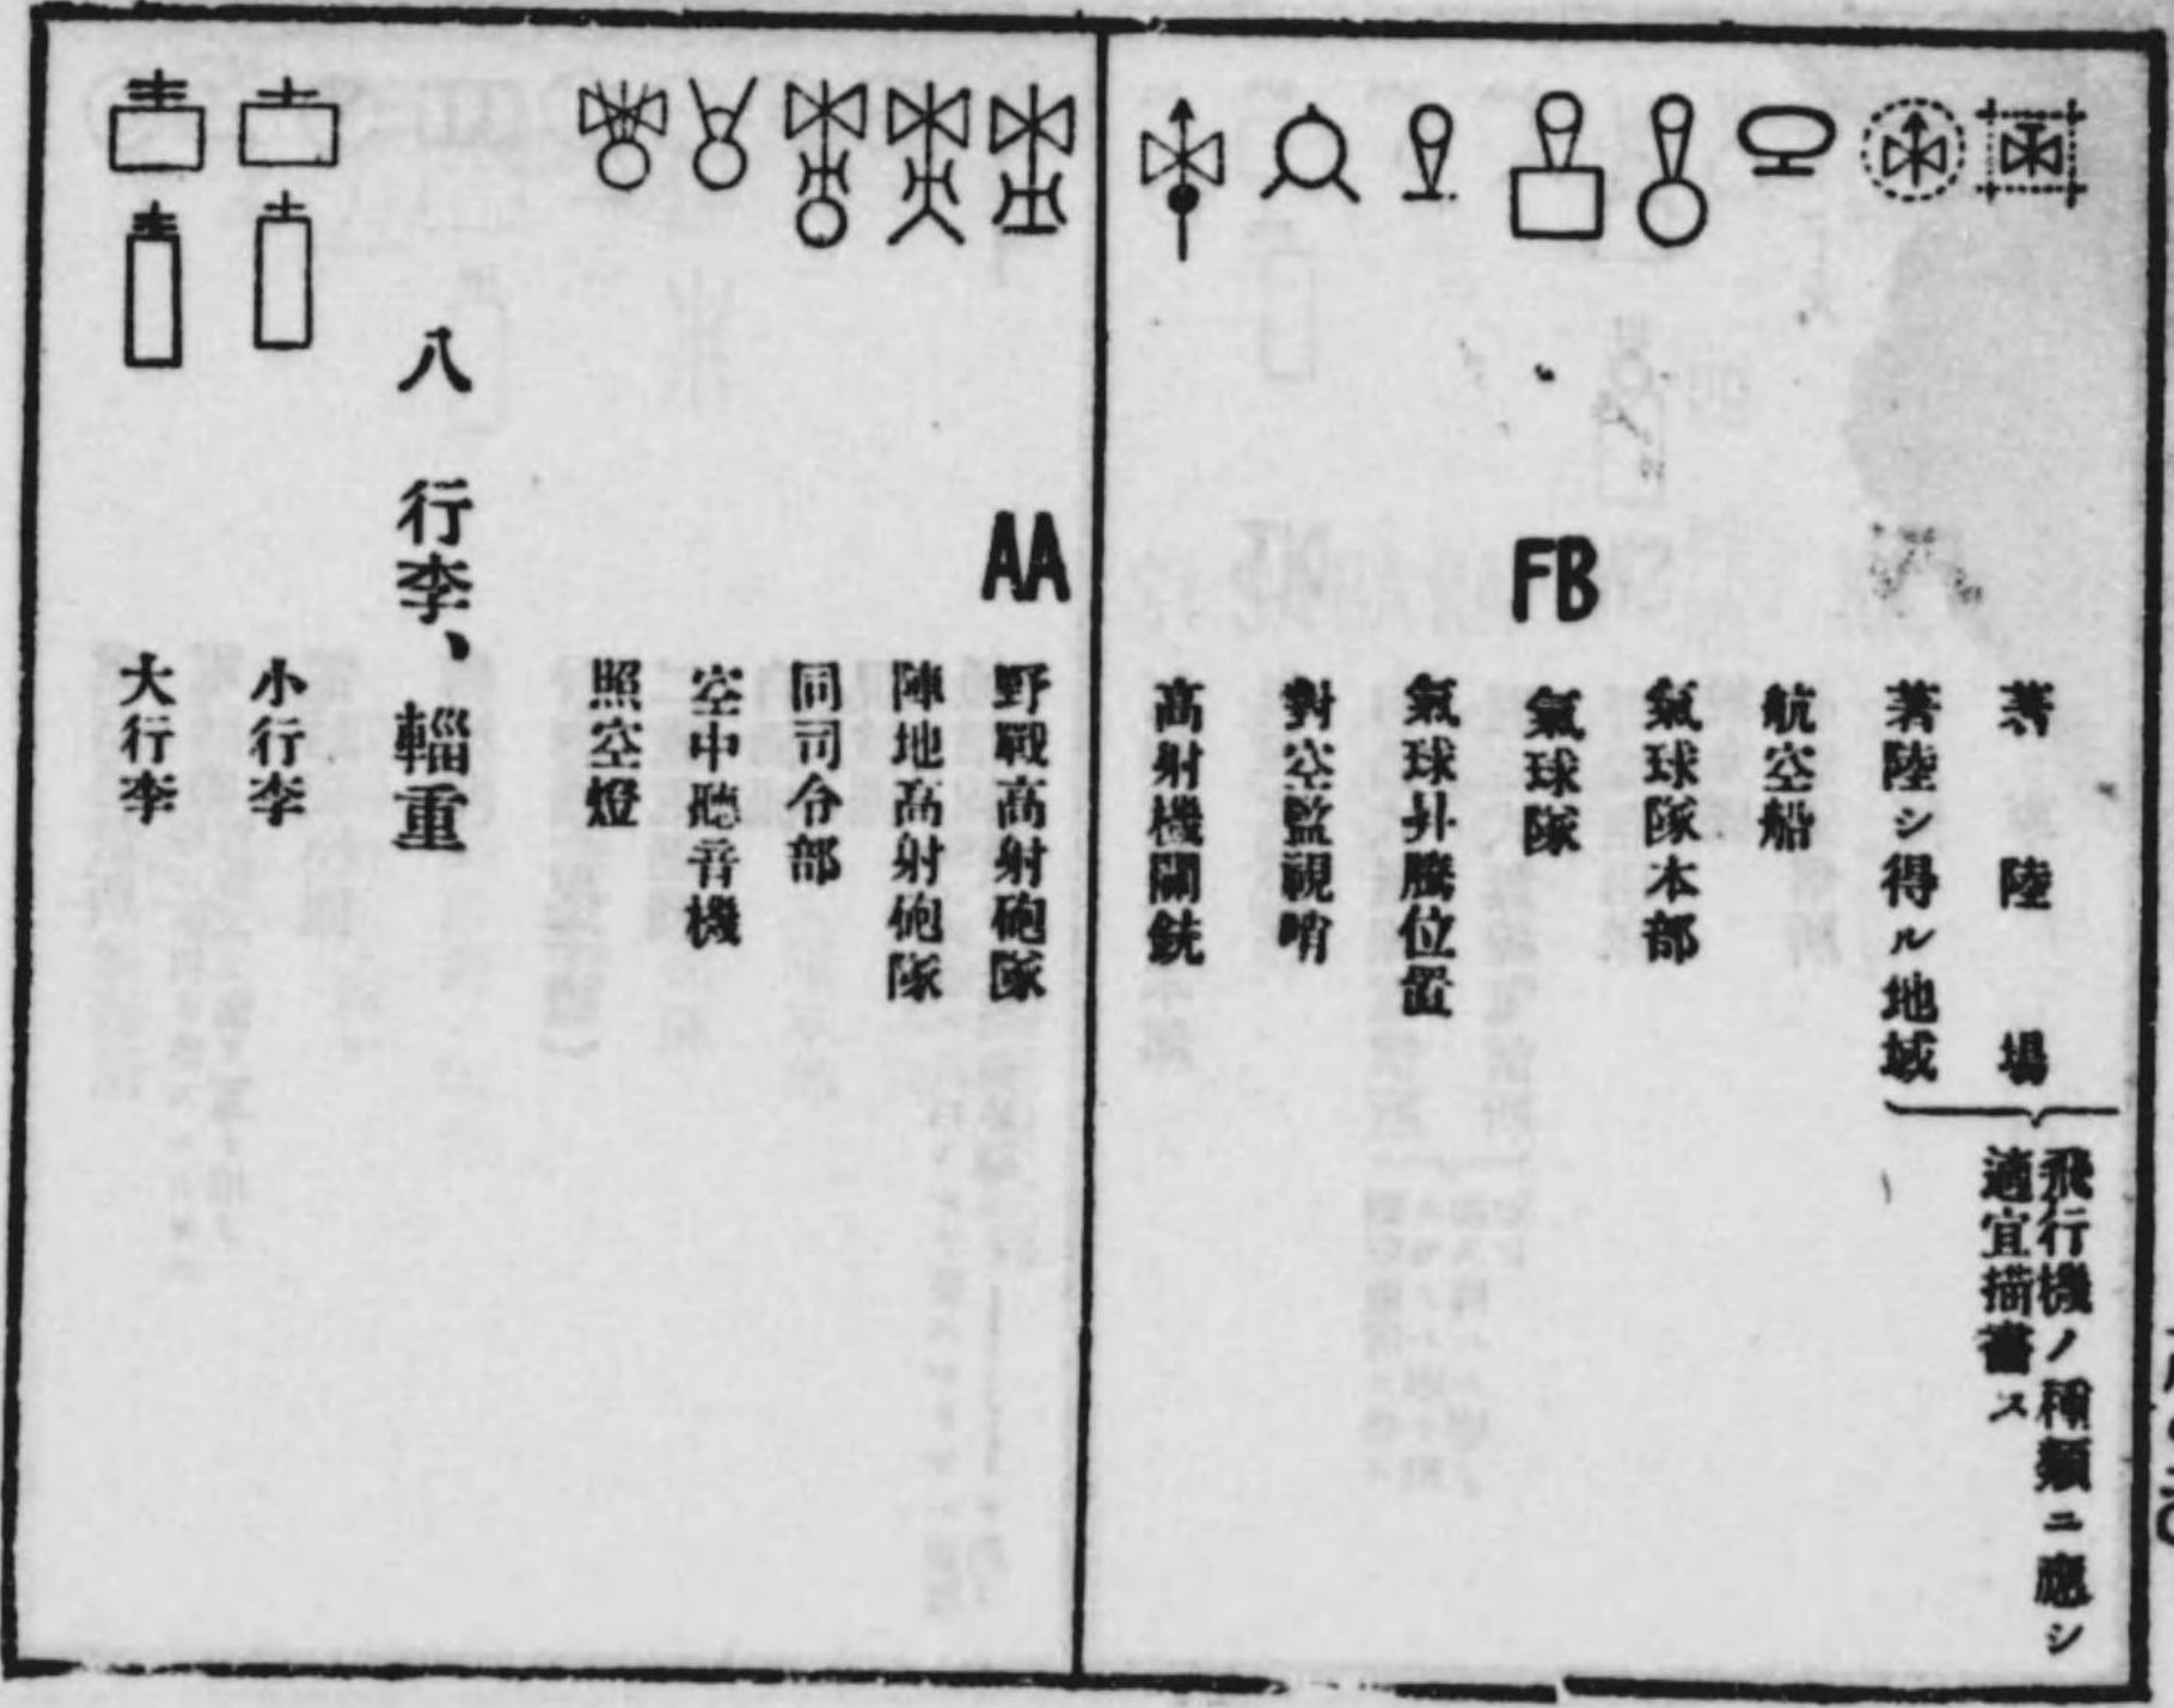 著陸場
著陸シ得ル地域
飛行機ノ種類ニ應シ
適宜描畫ス
航空船
氣球隊本部
FB 氣球隊
氣球昇騰位置
對空監視哨
高射機關銃
AA 野戰高射砲隊
陣地高射砲隊
同司令部
空中聽音機
照空燈
八 行李、輜重
小行李
大行李